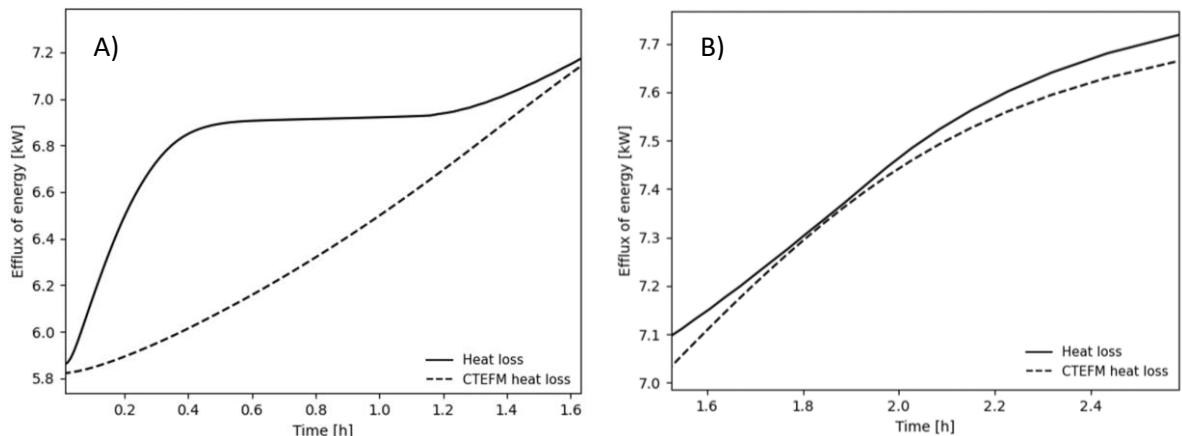 A)
Efflux of energy [kW]
7.2
7.0
6.8
6.6
6.4
6.2
6.0
5.8
Heat loss
CTEFM heat loss
0.2 0.4 0.6 0.8 1.0 1.2 1.4 1.6
Time [h]
B)
Efflux of energy [kW]
7.7
7.6
7.5
7.4
7.3
7.2
7.1
7.0
Heat loss
CTEFM heat loss
1.6 1.8 2.0 2.2 2.4
Time [h]